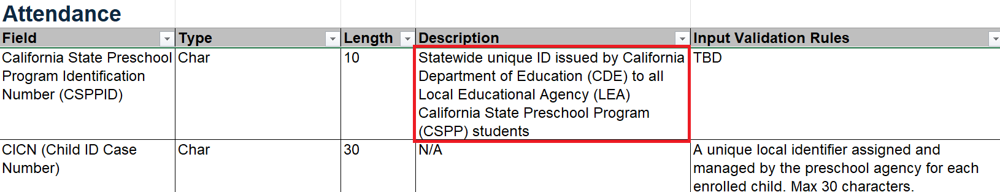 Attendance
Field Type Length Description Input Validation Rules
California State Preschool Char 10 Statewide unique ID issued by California TBD
Program Identification Department of Education (CDE) to all
Number (CSPPID) Local Educational Agency (LEA)
California State Preschool Program
(CSPP) students
CICN (Child ID Case Char 30 N/A A unique local identifier assigned and
Number) managed by the preschool agency for each
enrolled child. Max 30 characters.